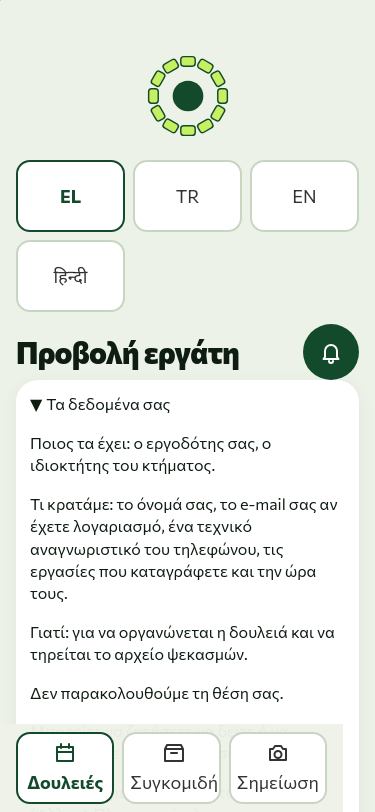 EL
TR
EN
हिन्दी
Προβολή εργάτη
▼ Τα δεδομένα σας
Ποιος τα έχει: ο εργοδότης σας, ο
ιδιοκτήτης του κτήματος.
Τι κρατάμε: το όνομά σας, το e-mail σας αν
έχετε λογαριασμό, ένα τεχνικό
αναγνωριστικό του τηλεφώνου, τις
εργασίες που καταγράφετε και την ώρα
τους.
Γιατί: για να οργανώνεται η δουλειά και να
τηρείται το αρχείο ψεκασμών.
Δεν παρακολουθούμε τη θέση σας.
Δουλειές
Συγκομιδή
Σημείωση